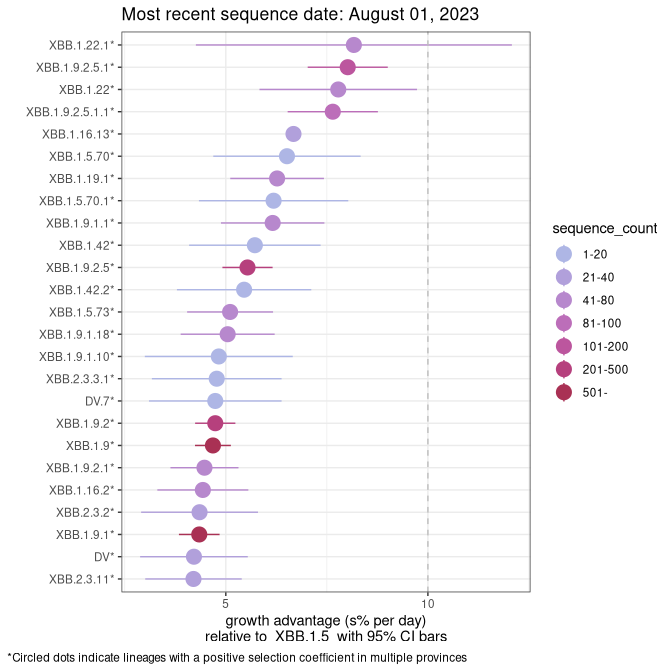 Most recent sequence date: August 01, 2023
XBB.1.22.1*
XBB.1.9.2.5.1*
XBB.1.22*
XBB.1.9.2.5.1.1*
XBB.1.16.13*
XBB.1.5.70*
XBB.1.19.1*
XBB.1.5.70.1*
XBB.1.9.1.1*
XBB.1.42*
XBB.1.9.2.5*
XBB.1.42.2*
XBB.1.5.73*
XBB.1.9.1.18*
XBB.1.9.1.10*
XBB.2.3.3.1*
DV.7*
XBB.1.9.2*
XBB.1.9*
XBB.1.9.2.1*
XBB.1.16.2*
XBB.2.3.2*
XBB.1.9.1*
DV*
XBB.2.3.11*
5
10
growth advantage (s% per day)
relative to XBB.1.5 with 95% CI bars
sequence_count
1-20
21-40
41-80
81-100
101-200
201-500
501-
*Circled dots indicate lineages with a positive selection coefficient in multiple provinces